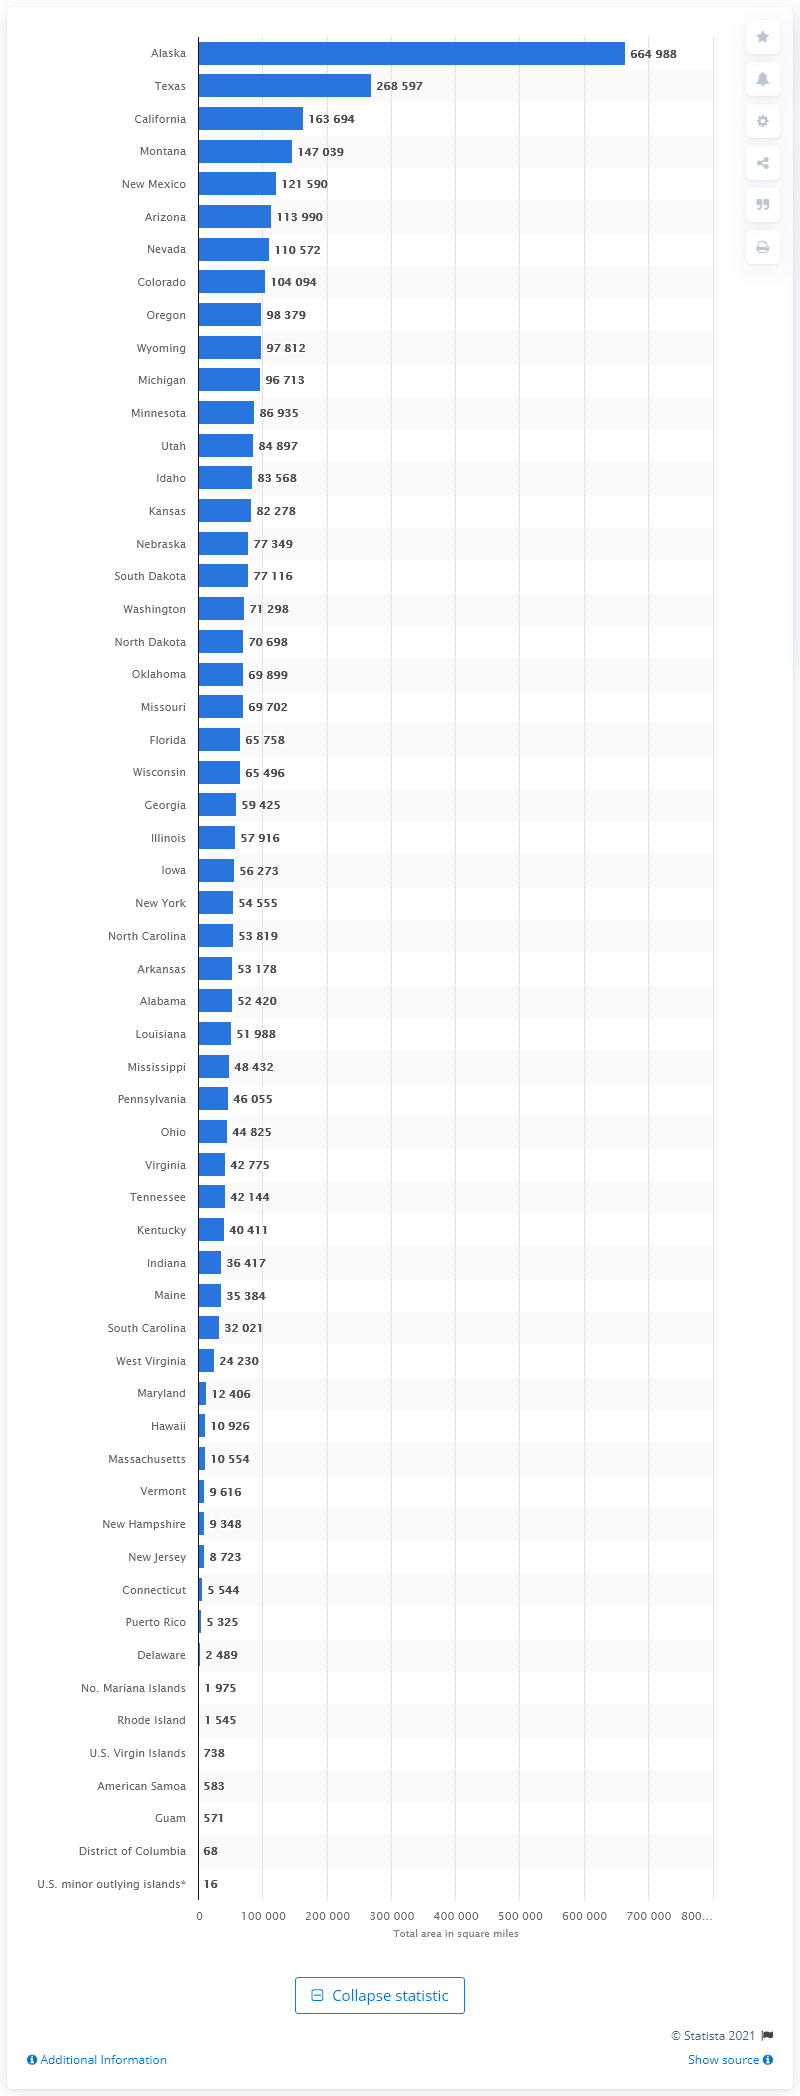 Alaska 664 988
Texas 268 597
California 163 694
Montana 147 039
New Mexico 121 590
Arizona 113 990
Nevada 110 572
Colorado 104 094
Oregon 98 379
Wyoming 97 812
Michigan 96 713
Minnesota 86 935
Utah 84 897
Idaho 83 568
Kansas 82 278
Nebraska 77 349
South Dakota 77 116
Washington 71 298
North Dakota 70 698
Oklahoma 69 899
Missouri 69 702
Florida 65 758
Wisconsin 65 496
Georgia 59 425
Illinois 57 916
Iowa 56 273
New York 54 555
North Carolina 53 819
Arkansas 53 178
Alabama 52 420
Louisiana 51 988
Mississippi 48 432
Pennsylvania 46 055
Ohio 44 825
Virginia 42 775
Tennessee 42 144
Kentucky 40 411
Indiana 36 417
Maine 35 384
South Carolina 32 021
West Virginia 24 230
Maryland 12 406
Hawaii 10 926
Massachusetts 10 554
Vermont 9 616
New Hampshire 9 348
New Jersey 8 723
Connecticut 5 544
Puerto Rico 5 325
Delaware 2 489
No. Mariana Islands 1 975
Rhode Island 1 545
U.S. Virgin Islands 738
American Samoa 583
Guam 571
District of Columbia 68
U.S. minor outlying islands* 16
0 100 000 200 000 300 000 400 000 500 000 600 000 700 000 800...
Total area in square miles
Collapse statistic
© Statista 2021
Additional Information Show source